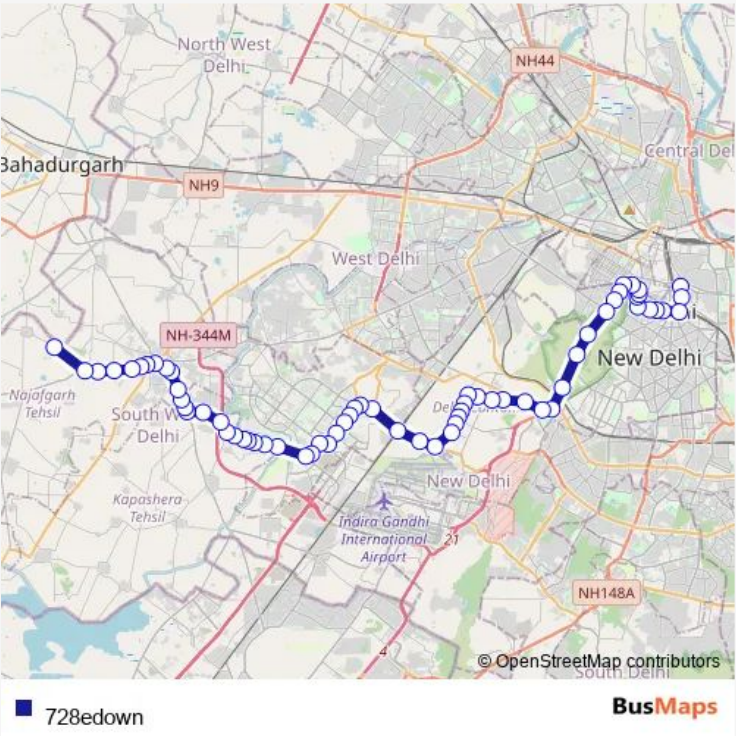 North West
Delhi
NH44
Bahadurgarh
Central Del
NH9
West Delhi
NH-344M
New Delhi
Najafgarh
Tehsil
South W
Delhi
New Delhi
Kapashera
Tehsil
Indira Gandhi
International
Airport
21
NH148A
4
© OpenStreetMap contributors
South Delhi
728edown
BusMaps